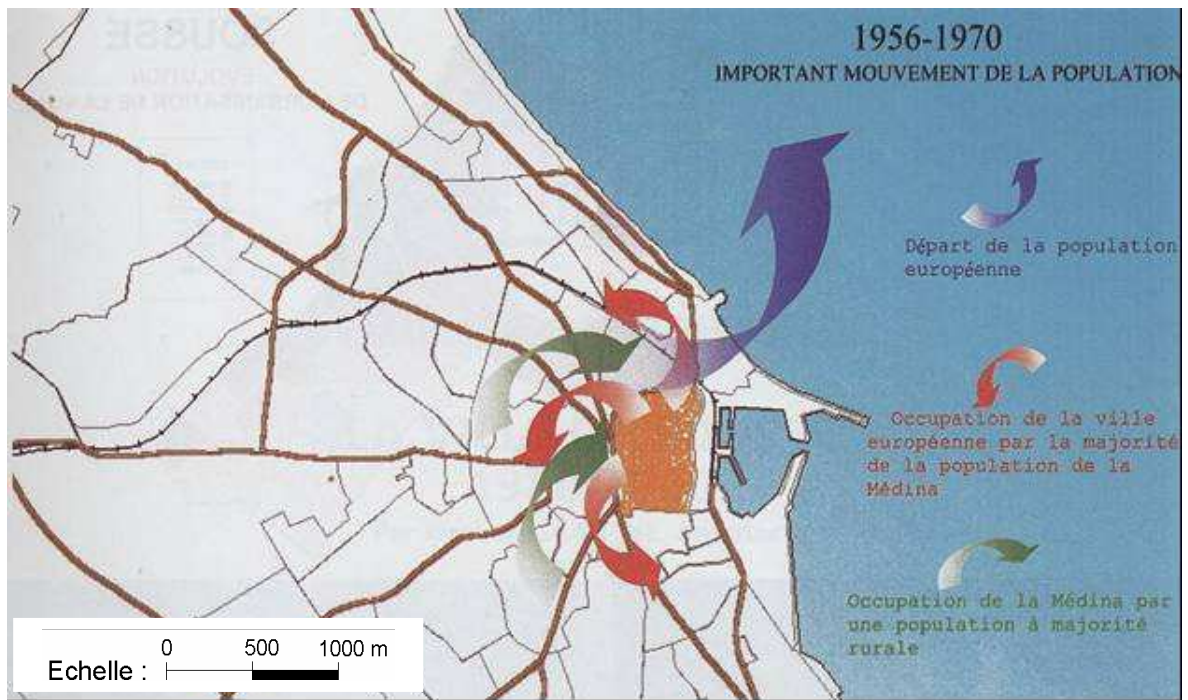 1956-1970
IMPORTANT MOUVEMENT DE LA POPULATION
Départ de la population
européenne
Occupation de la ville
européenne par la majorité
de la population de la
Médina
Occupation de la Médina par
une population à majorité
rurale
Echelle :
0 500 1000 m
SOUSSE
EVOLUTION